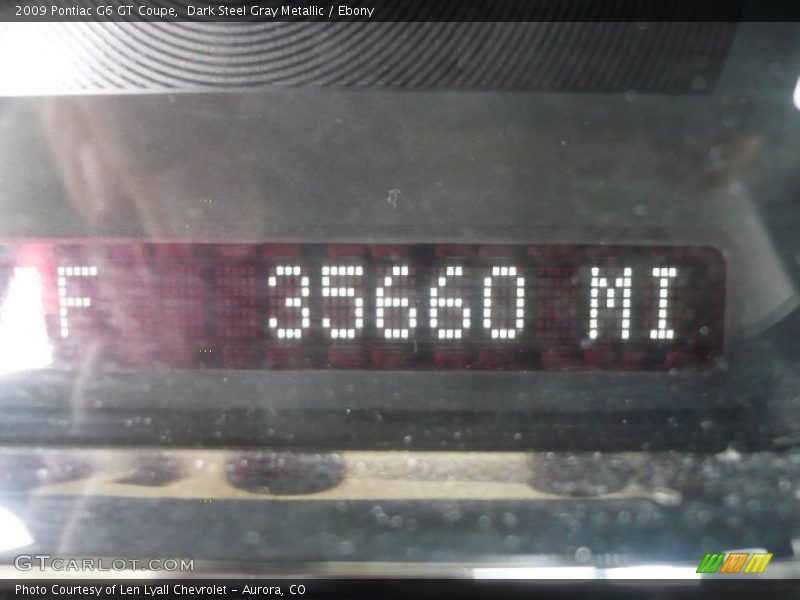 2009 Pontiac G6 GT Coupe,  Dark Steel Gray Metallic / Ebony
F 35660 MI
GTCARLOT.COM
Photo Courtesy of Len Lyall Chevrolet - Aurora, CO